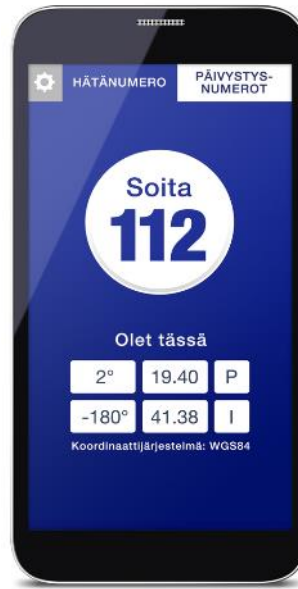 HÄTÄNUMERO
PÄIVYSTYS-
NUMEROT
Soita
112
Olet tässä
2° 19.40 P
-180° 41.38 I
Koordinaattijärjestelmä: WGS84